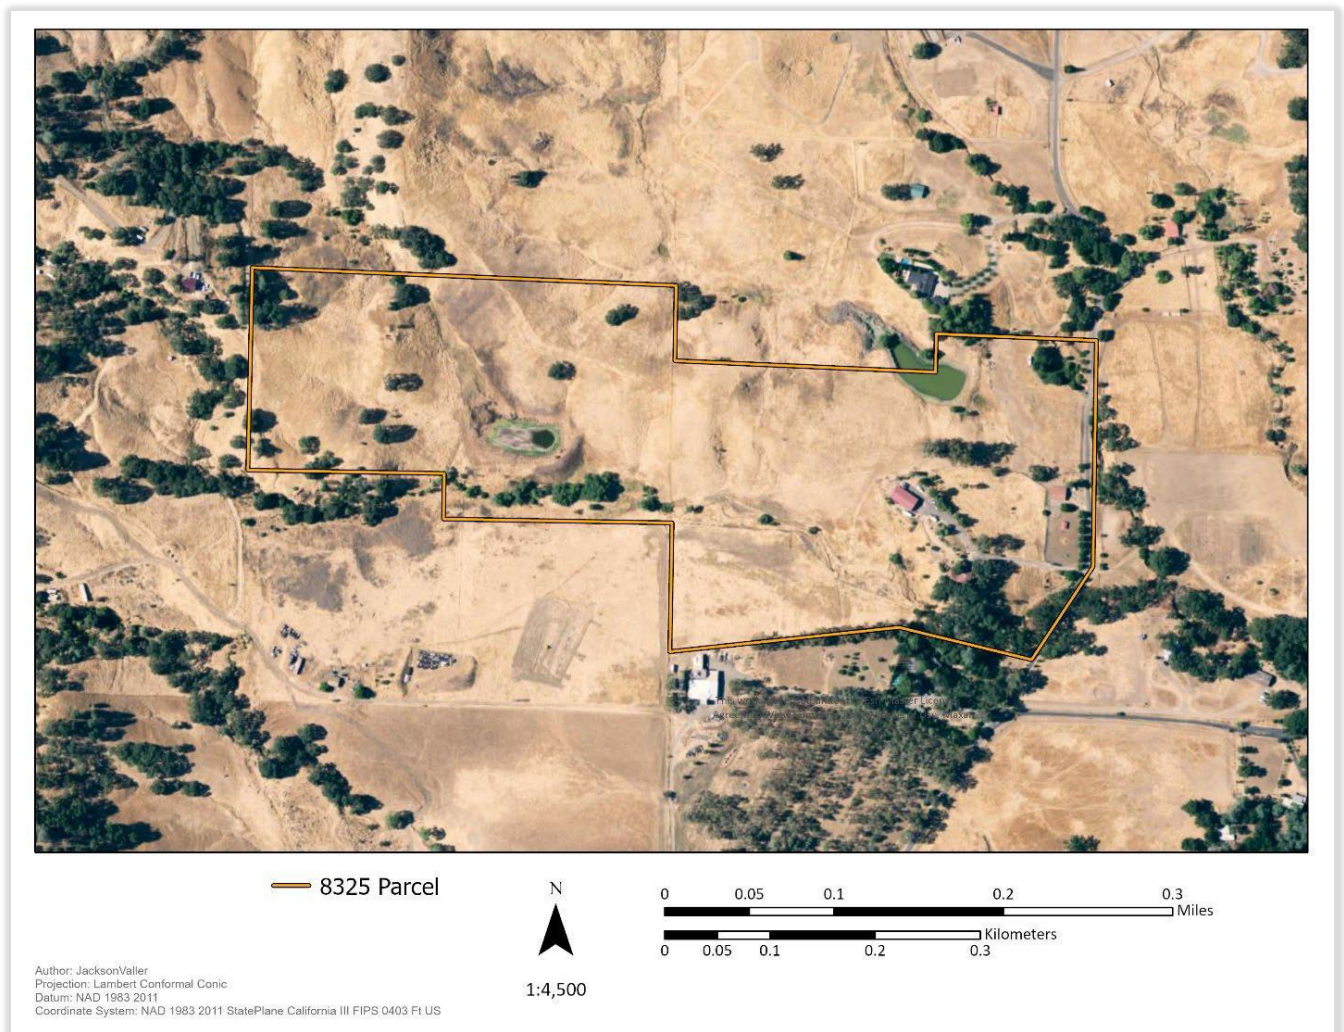 8325 Parcel
N
1:4,500
0 0.05 0.1 0.2 0.3
Miles
Kilometers
0 0.05 0.1 0.2 0.3
Author: JacksonValler
Projection: Lambert Conformal Conic
Datum: NAD 1983 2011
Coordinate System: NAD 1983 2011 StatePlane California III FIPS 0403 Ft US